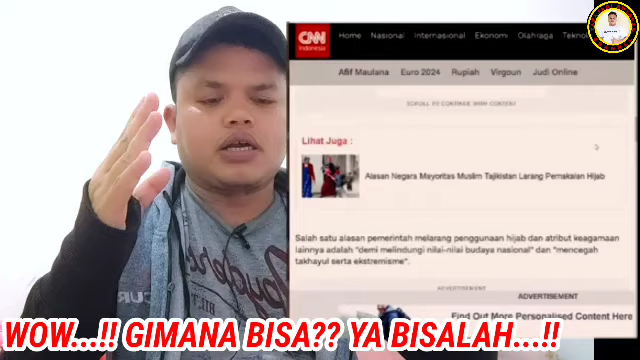 CNN
Indonesia
Home Nasional Internasional Ekonomi Olahraga Teknol
Afif Maulana Euro 2024 Rupiah Virgoun Judi Online
SCROLL TO CONTINUE WITH CONTENT
Lihat Juga :
Alasan Negara Mayoritas Muslim Tajikistan Larang Pemakaian Hijab
Salah satu alasan pemerintah melarang penggunaan hijab dan atribut keagamaan
lainnya adalah "demi melindungi nilai-nilai budaya nasional" dan "mencegah
takhayul serta ekstremisme".
ADVERTISEMENT
ADVERTISEMENT
Find Out More Personalised Content Here
WOW...!! GIMANA BISA?? YA BISALAH...!!